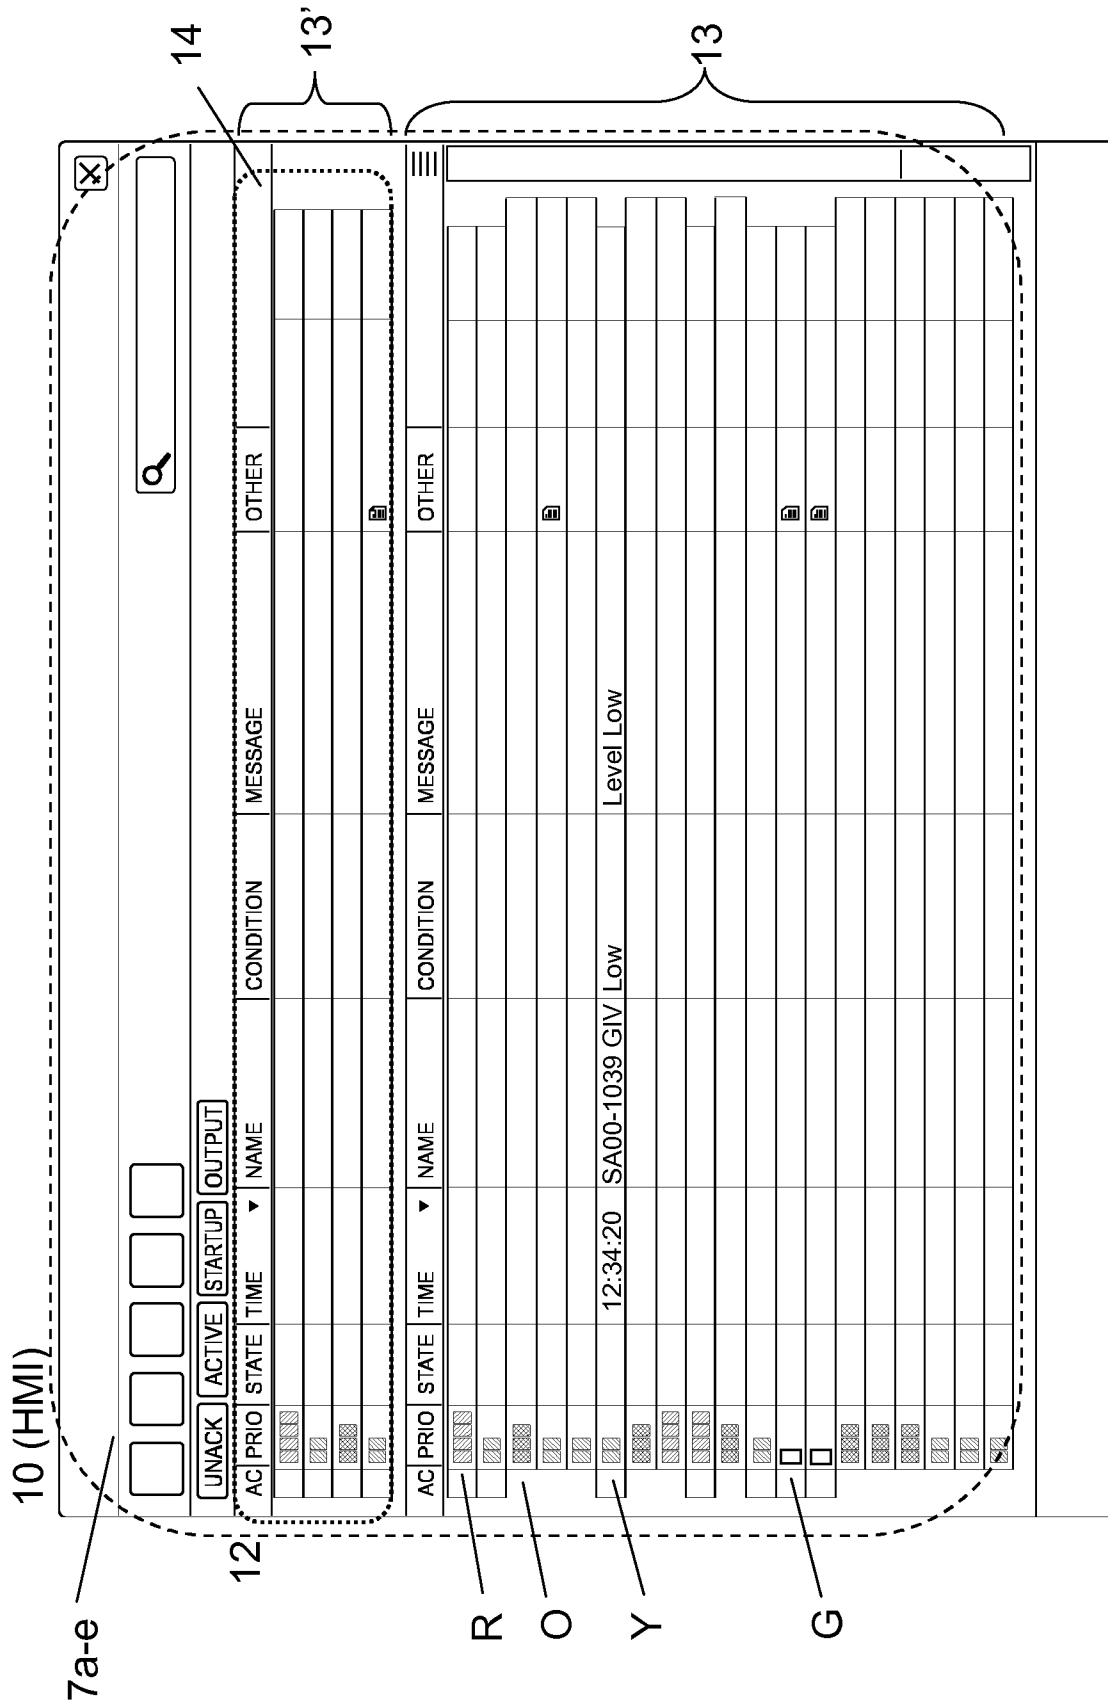 10 (HMI)
7a-e
UNACK ACTIVE STARTUP OUTPUT
12
14
AC PRIO STATE TIME ▼ NAME CONDITION MESSAGE OTHER
13'
AC PRIO STATE TIME ▼ NAME CONDITION MESSAGE OTHER
R
O
12:34:20 SA00-1039 GIV Low Level Low
Y
13
G